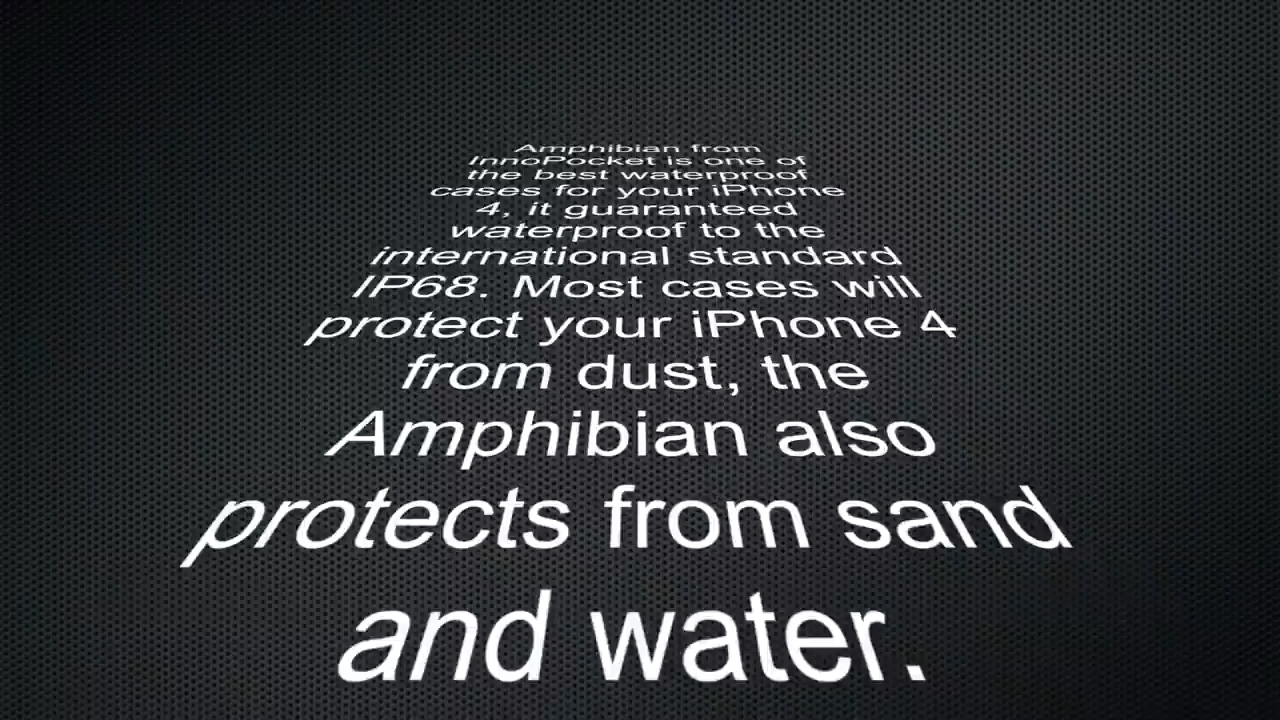 Amphibian from
InnoPocket is one of
the best waterproof
cases for your iPhone
4, it guaranteed
waterproof to the
international standard
IP68. Most cases will
protect your iPhone 4
from dust, the
Amphibian also
protects from sand
and water.